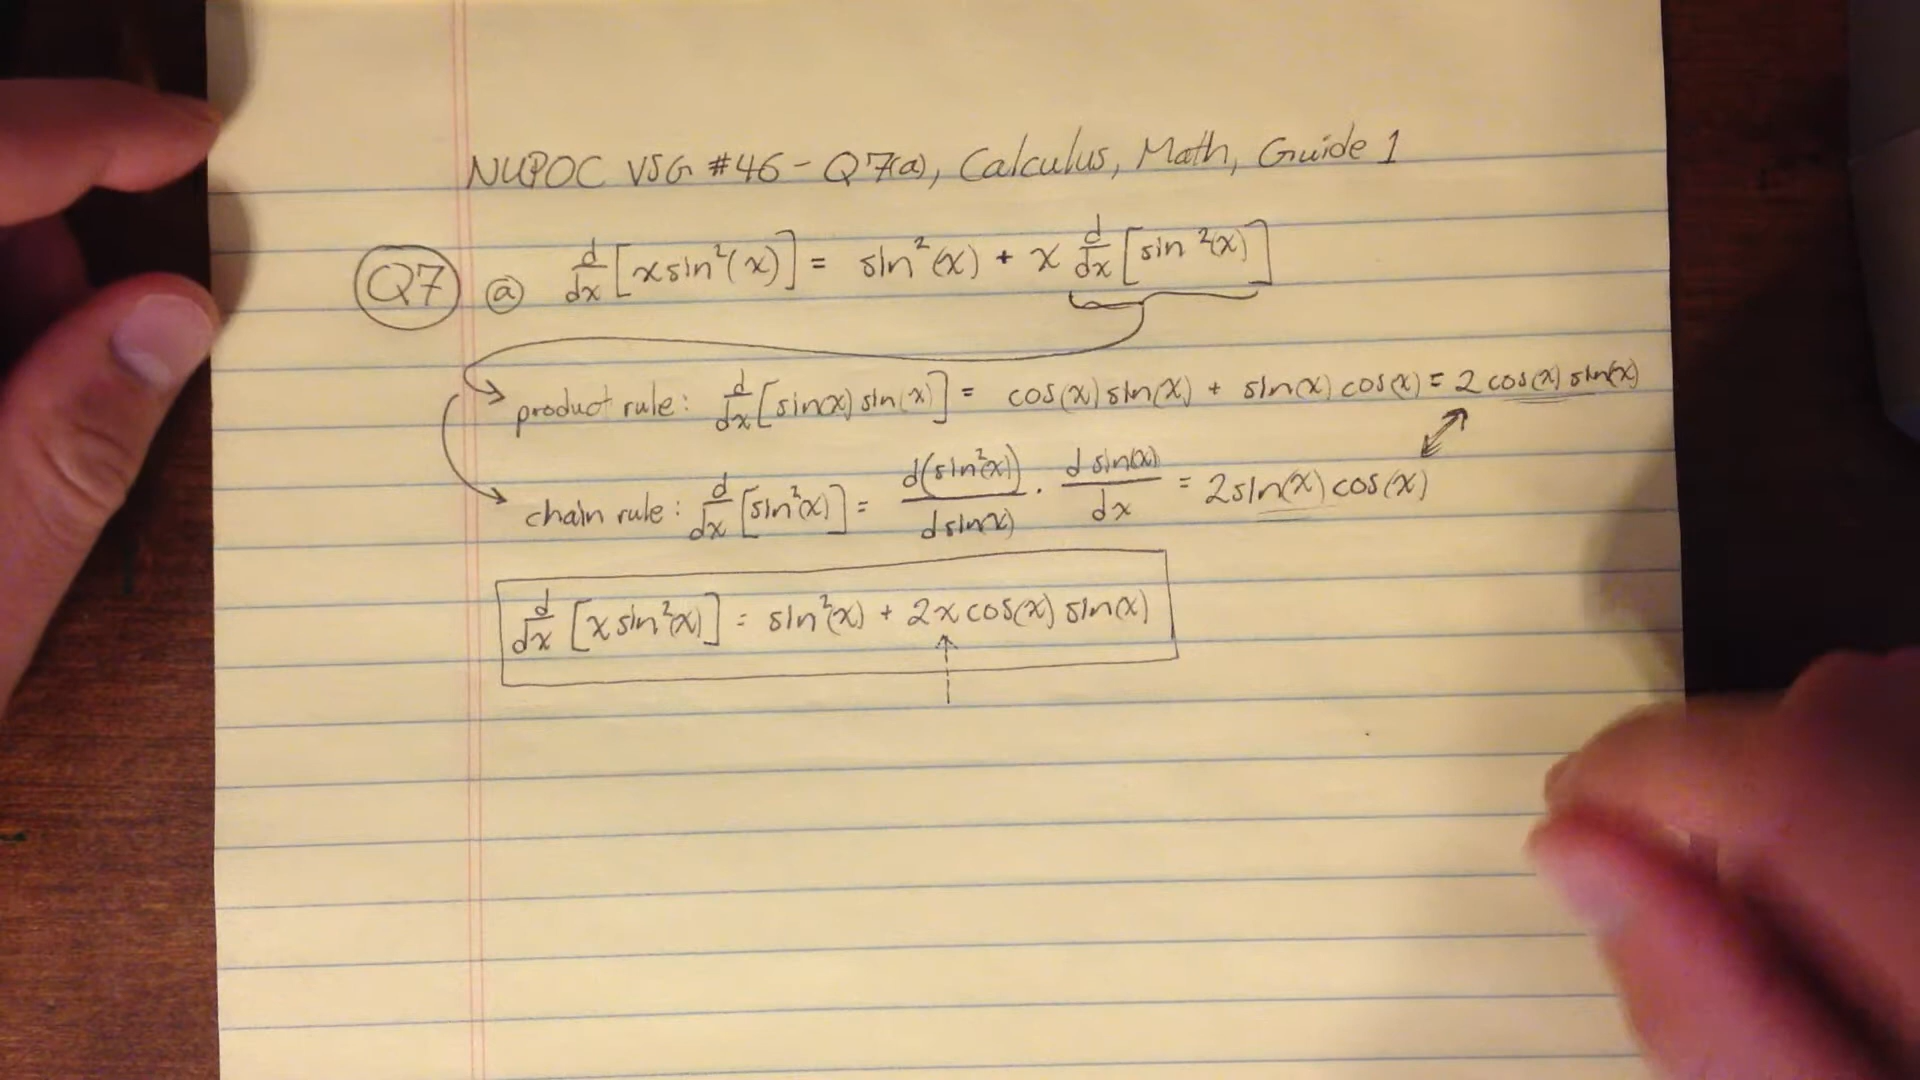 NUPOC VSG #46 - Q7(a), Calculus, Math, Guide 1
Q7 (a) d/dx [x sin²(x)] = sin²(x) + x d/dx [sin²(x)]
product rule: d/dx [sin(x) sin(x)] = cos(x) sin(x) + sin(x) cos(x) = 2 cos(x) sin(x)
chain rule: d/dx [sin²(x)] = d(sin²(x))/d sin(x) · d sin(x)/dx = 2 sin(x) cos(x)
d/dx [x sin²(x)] = sin²(x) + 2x cos(x) sin(x)